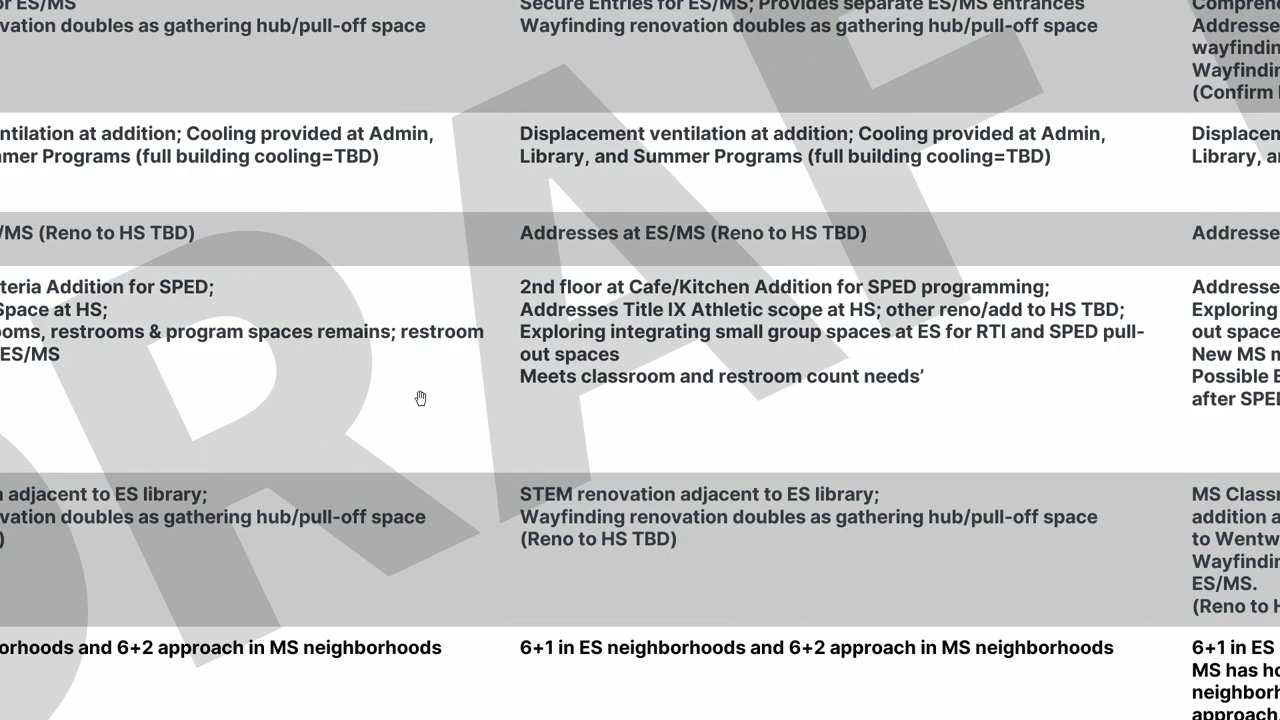 or ES/MS
vation doubles as gathering hub/pull-off space
ntilation at addition; Cooling provided at Admin,
mer Programs (full building cooling=TBD)
/MS (Reno to HS TBD)
teria Addition for SPED;
Space at HS;
ooms, restrooms & program spaces remains; restroom
ES/MS
n adjacent to ES library;
vation doubles as gathering hub/pull-off space
)
orhoods and 6+2 approach in MS neighborhoods
Secure Entries for ES/MS; Provides separate ES/MS entrances
Wayfinding renovation doubles as gathering hub/pull-off space
Displacement ventilation at addition; Cooling provided at Admin,
Library, and Summer Programs (full building cooling=TBD)
Addresses at ES/MS (Reno to HS TBD)
2nd floor at Cafe/Kitchen Addition for SPED programming;
Addresses Title IX Athletic scope at HS; other reno/add to HS TBD;
Exploring integrating small group spaces at ES for RTI and SPED pull-
out spaces
Meets classroom and restroom count needs’
STEM renovation adjacent to ES library;
Wayfinding renovation doubles as gathering hub/pull-off space
(Reno to HS TBD)
6+1 in ES neighborhoods and 6+2 approach in MS neighborhoods
Compren
Addresse
wayfindin
Wayfindin
(Confirm
Displacen
Library, a
Addresse
Addresse
Exploring
out space
New MS
Possible E
after SPE
MS Class
addition a
to Wentw
Wayfindin
ES/MS.
(Reno to H
6+1 in ES
MS has ho
neighborh
approach
DRAF